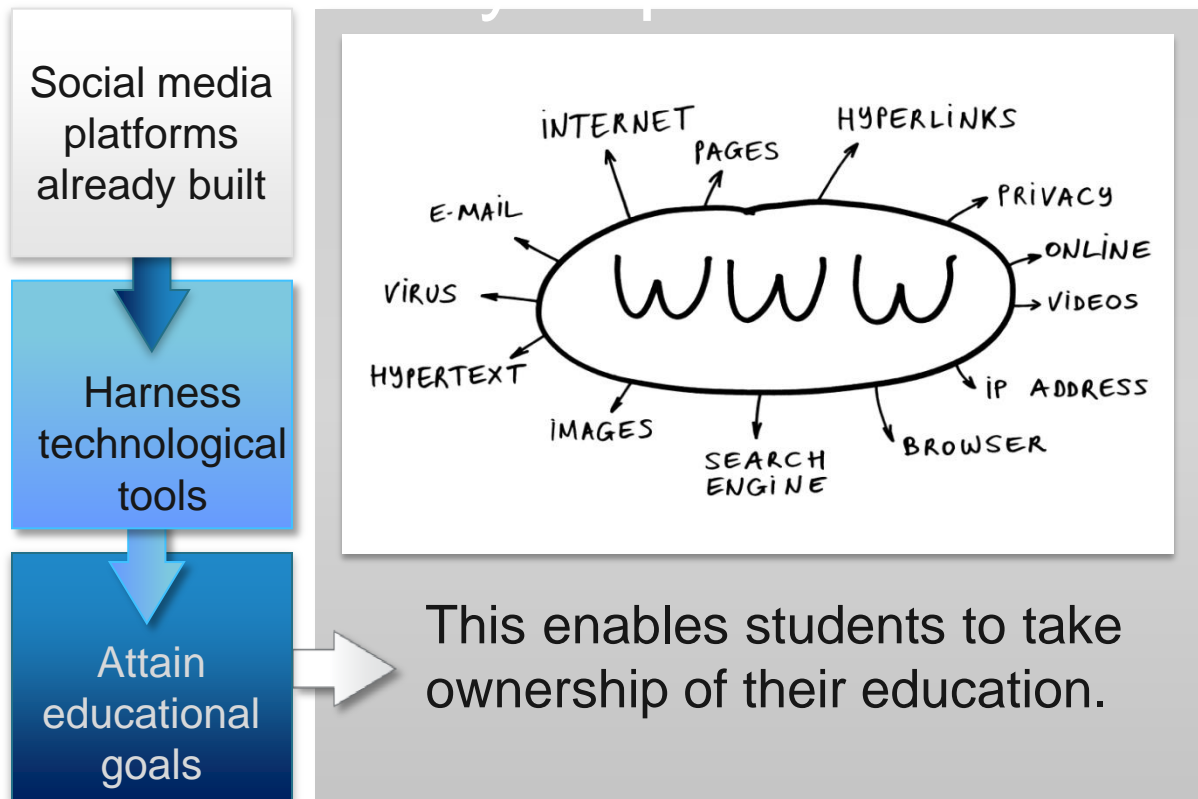 Social media
platforms
already built
Harness
technological
tools
Attain
educational
goals
INTERNET
PAGES
HYPERLINKS
E-MAIL
PRIVACY
ONLINE
VIRUS
VIDEOS
HYPERTEXT
IP ADDRESS
IMAGES
BROWSER
SEARCH
ENGINE
WWW
This enables students to take
ownership of their education.